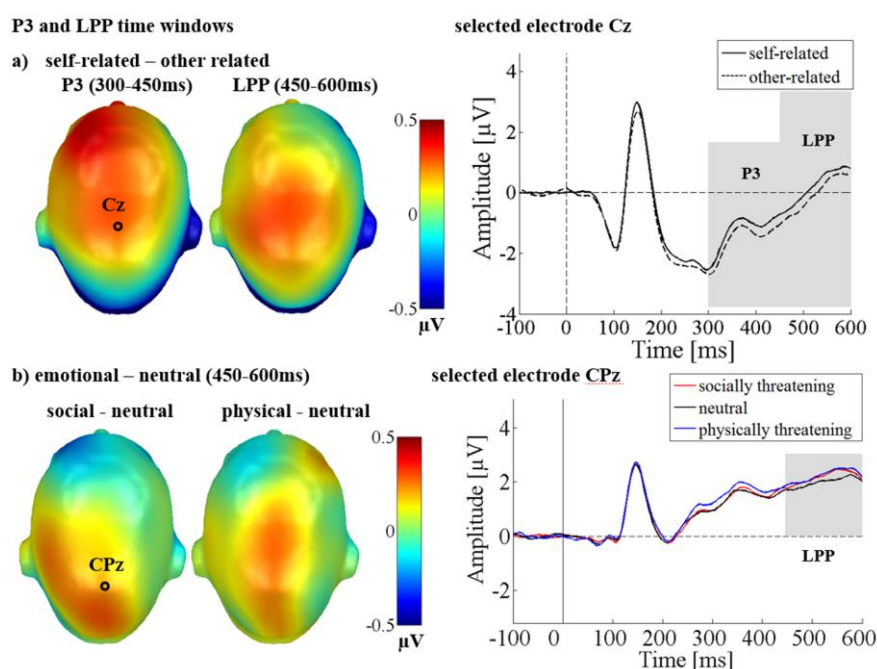 P3 and LPP time windows
a) self-related – other related
P3 (300-450ms) LPP (450-600ms)
Cz
0.5
0
-0.5
µV
selected electrode Cz
self-related
other-related
LPP
P3
Amplitude [µV]
4
2
0
-2
-4
-100 0 100 200 300 400 500 600
Time [ms]
b) emotional – neutral (450-600ms)
social - neutral physical - neutral
CPz
0.5
0
-0.5
µV
selected electrode CPz
socially threatening
neutral
physically threatening
LPP
Amplitude [µV]
4
2
0
-2
-100 0 100 200 300 400 500 600
Time [ms]